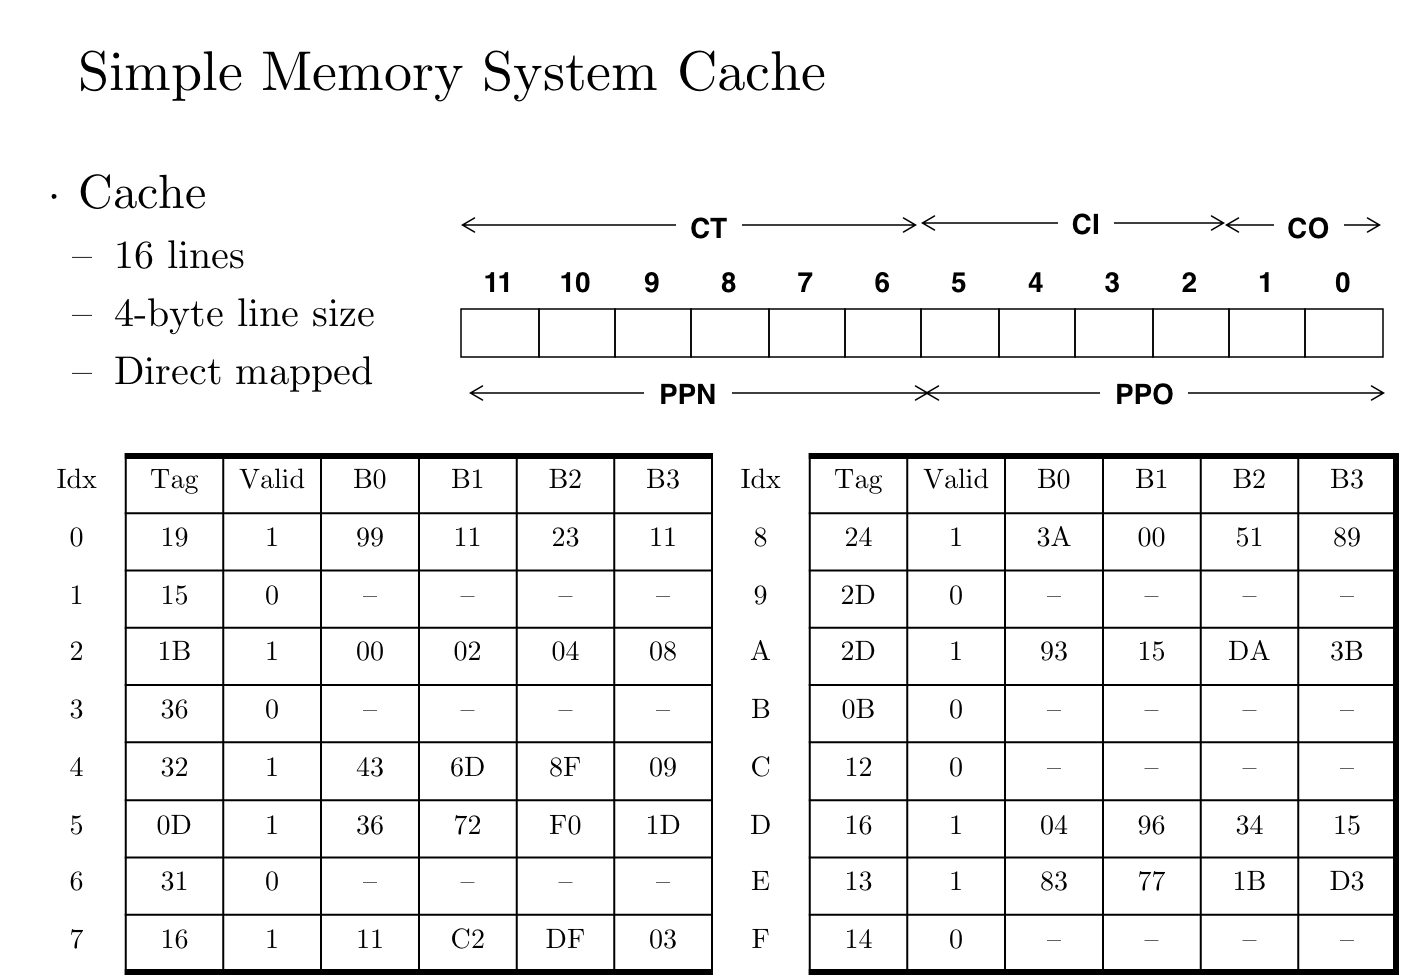 Simple Memory System Cache
· Cache
– 16 lines
– 4-byte line size
– Direct mapped
CT CI CO
11 10 9 8 7 6 5 4 3 2 1 0
PPN PPO
Idx Tag Valid B0 B1 B2 B3 Idx Tag Valid B0 B1 B2 B3
0 19 1 99 11 23 11 8 24 1 3A 00 51 89
1 15 0 – – – – 9 2D 0 – – – –
2 1B 1 00 02 04 08 A 2D 1 93 15 DA 3B
3 36 0 – – – – B 0B 0 – – – –
4 32 1 43 6D 8F 09 C 12 0 – – – –
5 0D 1 36 72 F0 1D D 16 1 04 96 34 15
6 31 0 – – – – E 13 1 83 77 1B D3
7 16 1 11 C2 DF 03 F 14 0 – – – –